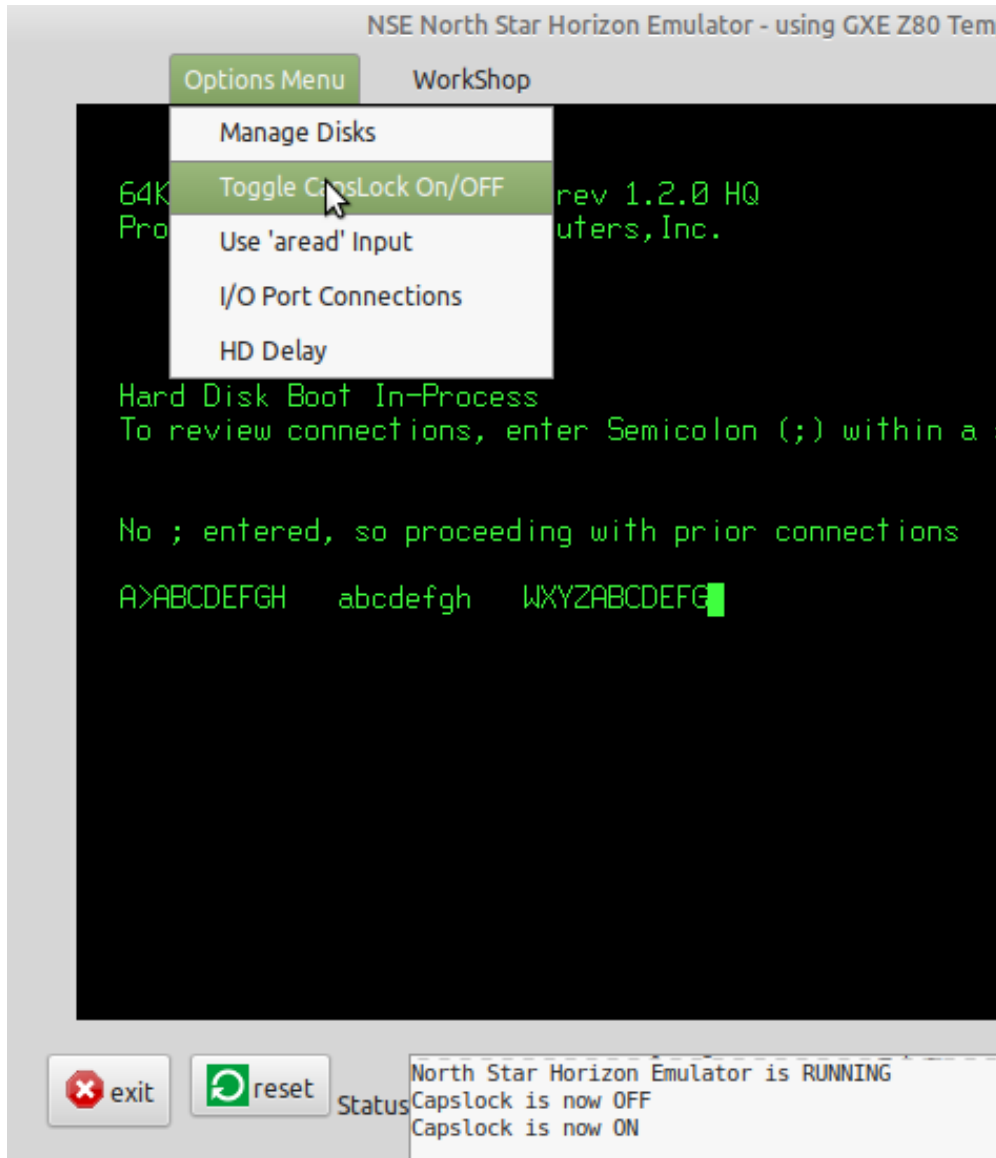 NSE North Star Horizon Emulator - using GXE Z80 Tem
Options Menu WorkShop
Manage Disks
Toggle CapsLock On/OFF
Use 'aread' Input
I/O Port Connections
HD Delay
64K rev 1.2.0 HQ
Pro uters,Inc.
Hard Disk Boot In-Process
To review connections, enter Semicolon (;) within a
No ; entered, so proceeding with prior connections
A>ABCDEFGH abcdefgh WXYZABCDEFG
exit reset Status
North Star Horizon Emulator is RUNNING
Capslock is now OFF
Capslock is now ON